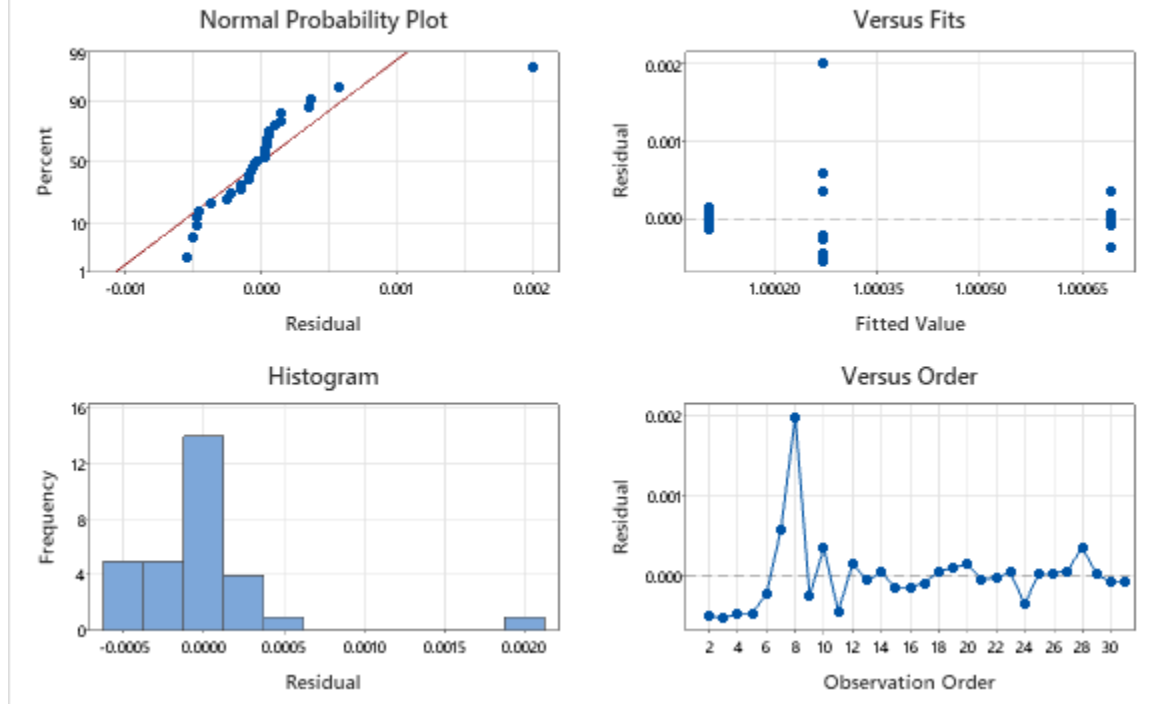 Normal Probability Plot
99
90
50
10
1
Percent
-0.001 0.000 0.001 0.002
Residual
Versus Fits
0.002
0.001
0.000
Residual
1.00020 1.00035 1.00050 1.00065
Fitted Value
Histogram
16
12
8
4
0
Frequency
-0.0005 0.0000 0.0005 0.0010 0.0015 0.0020
Residual
Versus Order
0.002
0.001
0.000
Residual
2 4 6 8 10 12 14 16 18 20 22 24 26 28 30
Observation Order